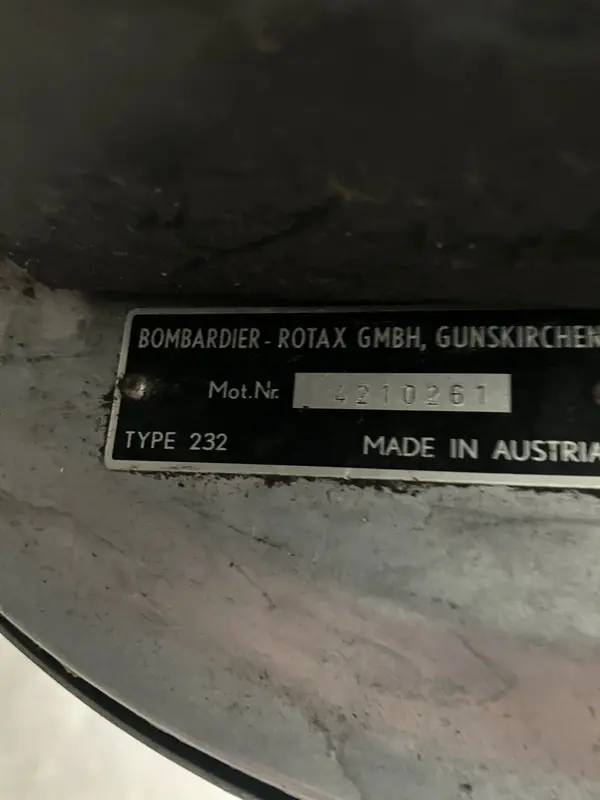 BOMBARDIER - ROTAX GMBH, GUNSKIRCHEN
Mot.Nr. 4210261
TYPE 232 MADE IN AUSTRIA